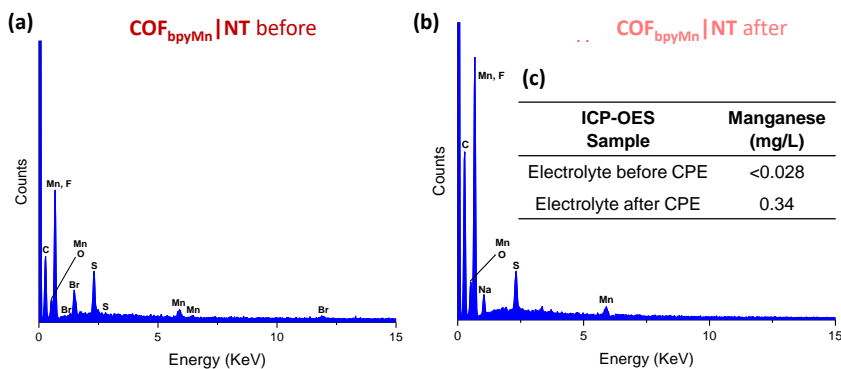 (a)
COF_bpyMn|NT before
Counts
C
Mn, F
Mn
O
Br
Br
S
S
Mn
Mn
Br
0
5
10
15
Energy (KeV)
(b)
COF_bpyMn|NT after
Counts
C
Mn, F
Mn
O
Na
S
Mn
0
5
10
15
Energy (KeV)
(c)
ICP-OES Sample Manganese (mg/L)
Electrolyte before CPE <0.028
Electrolyte after CPE 0.34